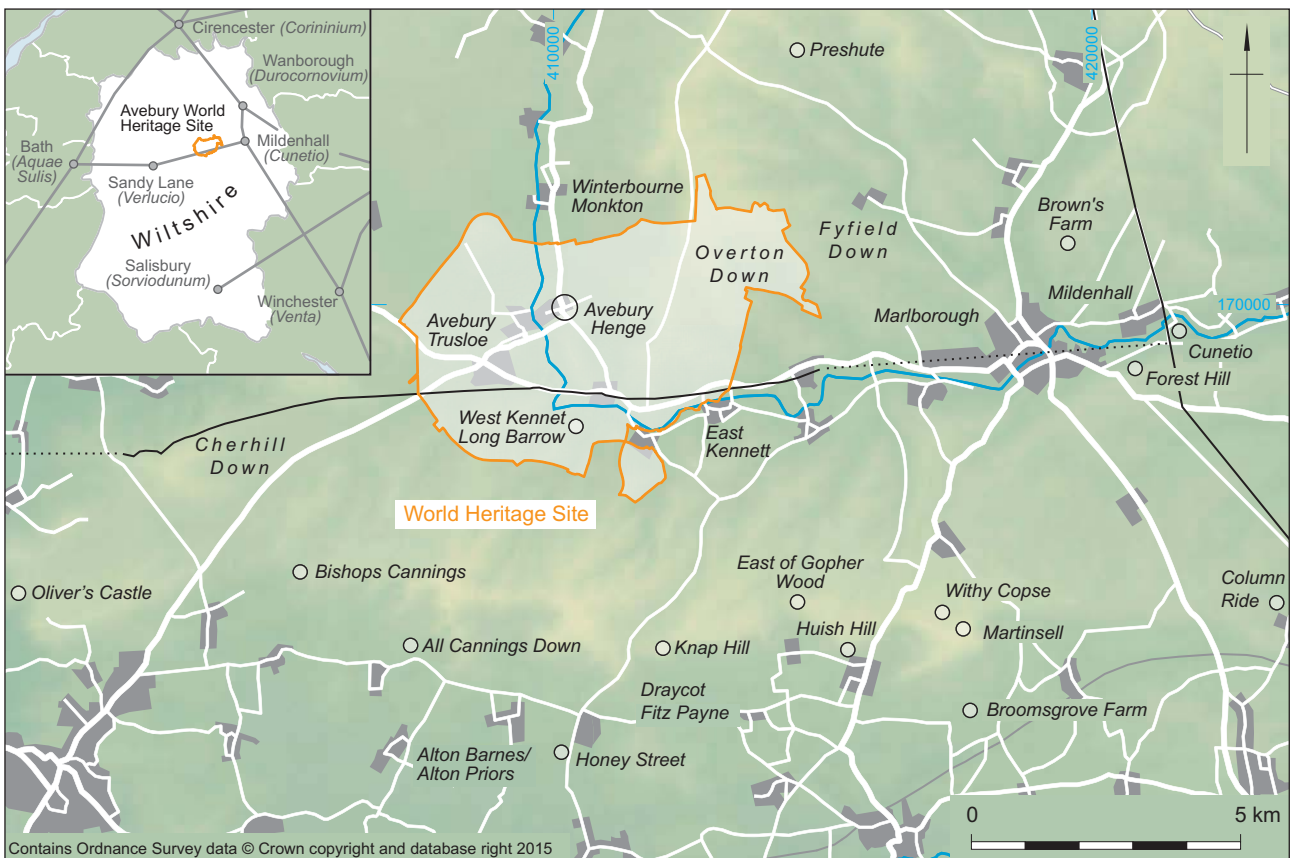 Cirencester (Corininium)
Wanborough
(Durocornovium)
Avebury World
Heritage Site
Mildenhall
(Cunetio)
Bath
(Aquae
Sulis)
Sandy Lane
(Verlucio)
Wiltshire
Salisbury
(Sorviodunum)
Winchester
(Venta)
410000
420000
Preshute
Winterbourne
Monkton
Brown's
Farm
Fyfield
Down
Overton
Down
Mildenhall
170000
Avebury
Henge
Avebury
Trusloe
Marlborough
Cunetio
Forest Hill
West Kennet
Long Barrow
East
Kennett
Cherhill
Down
World Heritage Site
Bishops Cannings
Oliver's Castle
East of Gopher
Wood
Withy Copse
Column
Ride
Huish Hill
Martinsell
All Cannings Down
Knap Hill
Draycot
Fitz Payne
Broomsgrove Farm
Alton Barnes/
Alton Priors
Honey Street
0
5 km
Contains Ordnance Survey data © Crown copyright and database right 2015